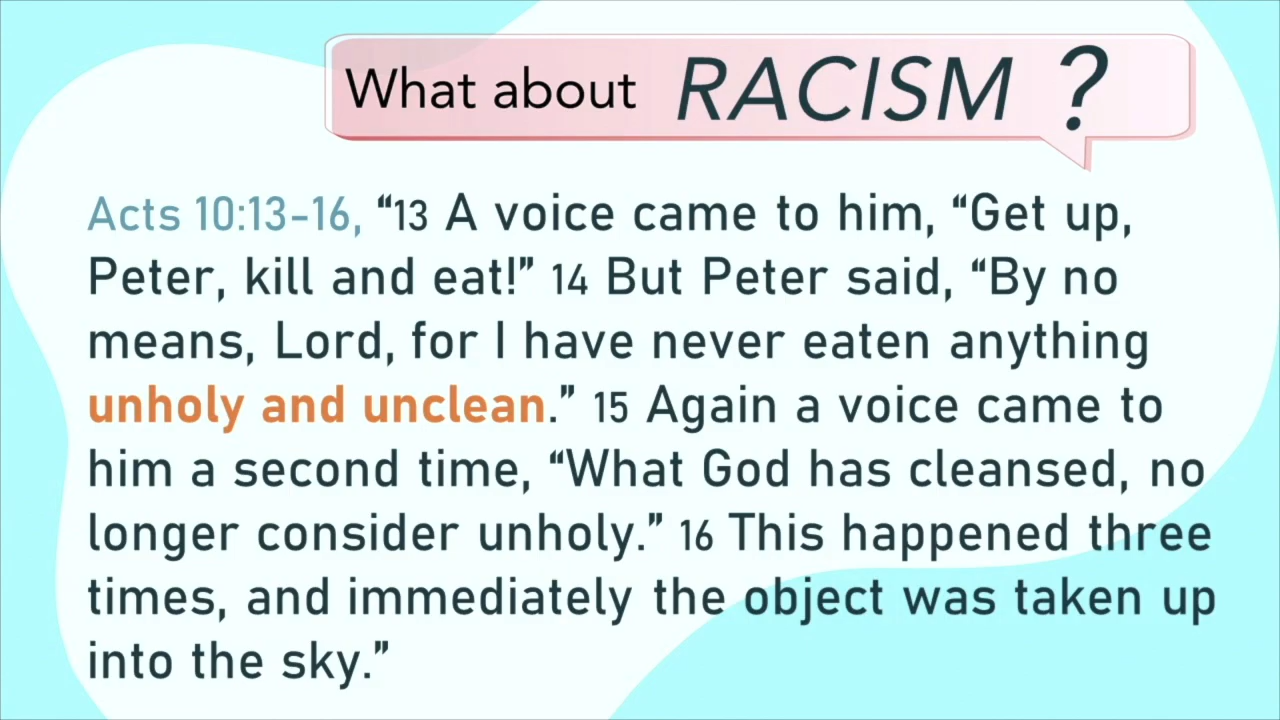 What about RACISM ?
Acts 10:13-16, “13 A voice came to him, “Get up,
Peter, kill and eat!” 14 But Peter said, “By no
means, Lord, for I have never eaten anything
unholy and unclean.” 15 Again a voice came to
him a second time, “What God has cleansed, no
longer consider unholy.” 16 This happened three
times, and immediately the object was taken up
into the sky.”